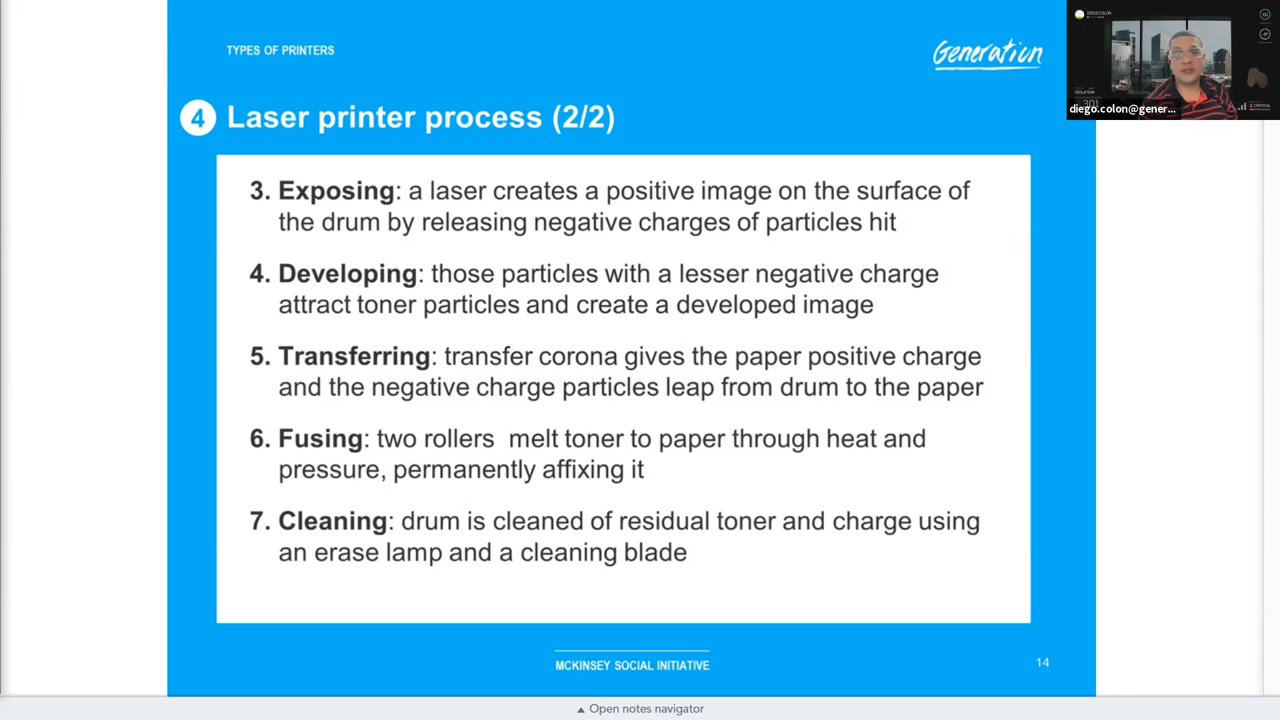 TYPES OF PRINTERS
Generation
4 Laser printer process (2/2)
3. Exposing: a laser creates a positive image on the surface of
the drum by releasing negative charges of particles hit
4. Developing: those particles with a lesser negative charge
attract toner particles and create a developed image
5. Transferring: transfer corona gives the paper positive charge
and the negative charge particles leap from drum to the paper
6. Fusing: two rollers  melt toner to paper through heat and
pressure, permanently affixing it
7. Cleaning: drum is cleaned of residual toner and charge using
an erase lamp and a cleaning blade
MCKINSEY SOCIAL INITIATIVE
14
▲ Open notes navigator
DIEGO COLON
ISOLATION
301
CRITICAL
diego.colon@gener...